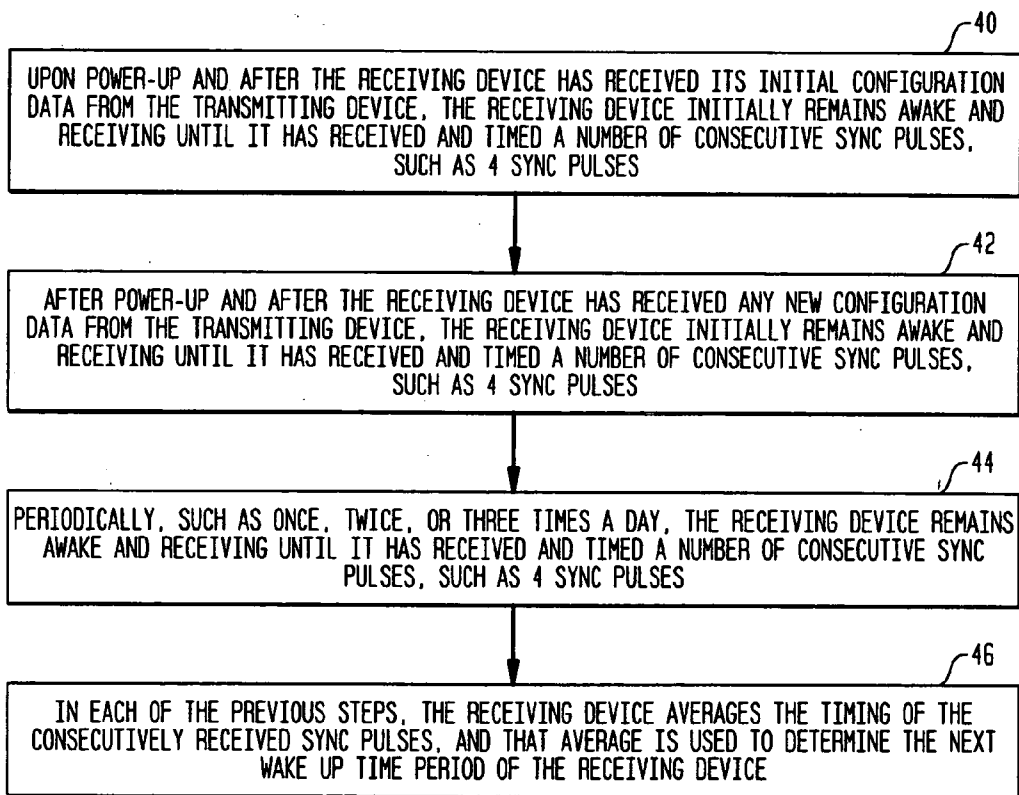 40
UPON POWER-UP AND AFTER THE RECEIVING DEVICE HAS RECEIVED ITS INITIAL CONFIGURATION
DATA FROM THE TRANSMITTING DEVICE, THE RECEIVING DEVICE INITIALLY REMAINS AWAKE AND
RECEIVING UNTIL IT HAS RECEIVED AND TIMED A NUMBER OF CONSECUTIVE SYNC PULSES,
SUCH AS 4 SYNC PULSES
42
AFTER POWER-UP AND AFTER THE RECEIVING DEVICE HAS RECEIVED ANY NEW CONFIGURATION
DATA FROM THE TRANSMITTING DEVICE, THE RECEIVING DEVICE INITIALLY REMAINS AWAKE AND
RECEIVING UNTIL IT HAS RECEIVED AND TIMED A NUMBER OF CONSECUTIVE SYNC PULSES,
SUCH AS 4 SYNC PULSES
44
PERIODICALLY, SUCH AS ONCE, TWICE, OR THREE TIMES A DAY, THE RECEIVING DEVICE REMAINS
AWAKE AND RECEIVING UNTIL IT HAS RECEIVED AND TIMED A NUMBER OF CONSECUTIVE SYNC
PULSES, SUCH AS 4 SYNC PULSES
46
IN EACH OF THE PREVIOUS STEPS, THE RECEIVING DEVICE AVERAGES THE TIMING OF THE
CONSECUTIVELY RECEIVED SYNC PULSES, AND THAT AVERAGE IS USED TO DETERMINE THE NEXT
WAKE UP TIME PERIOD OF THE RECEIVING DEVICE